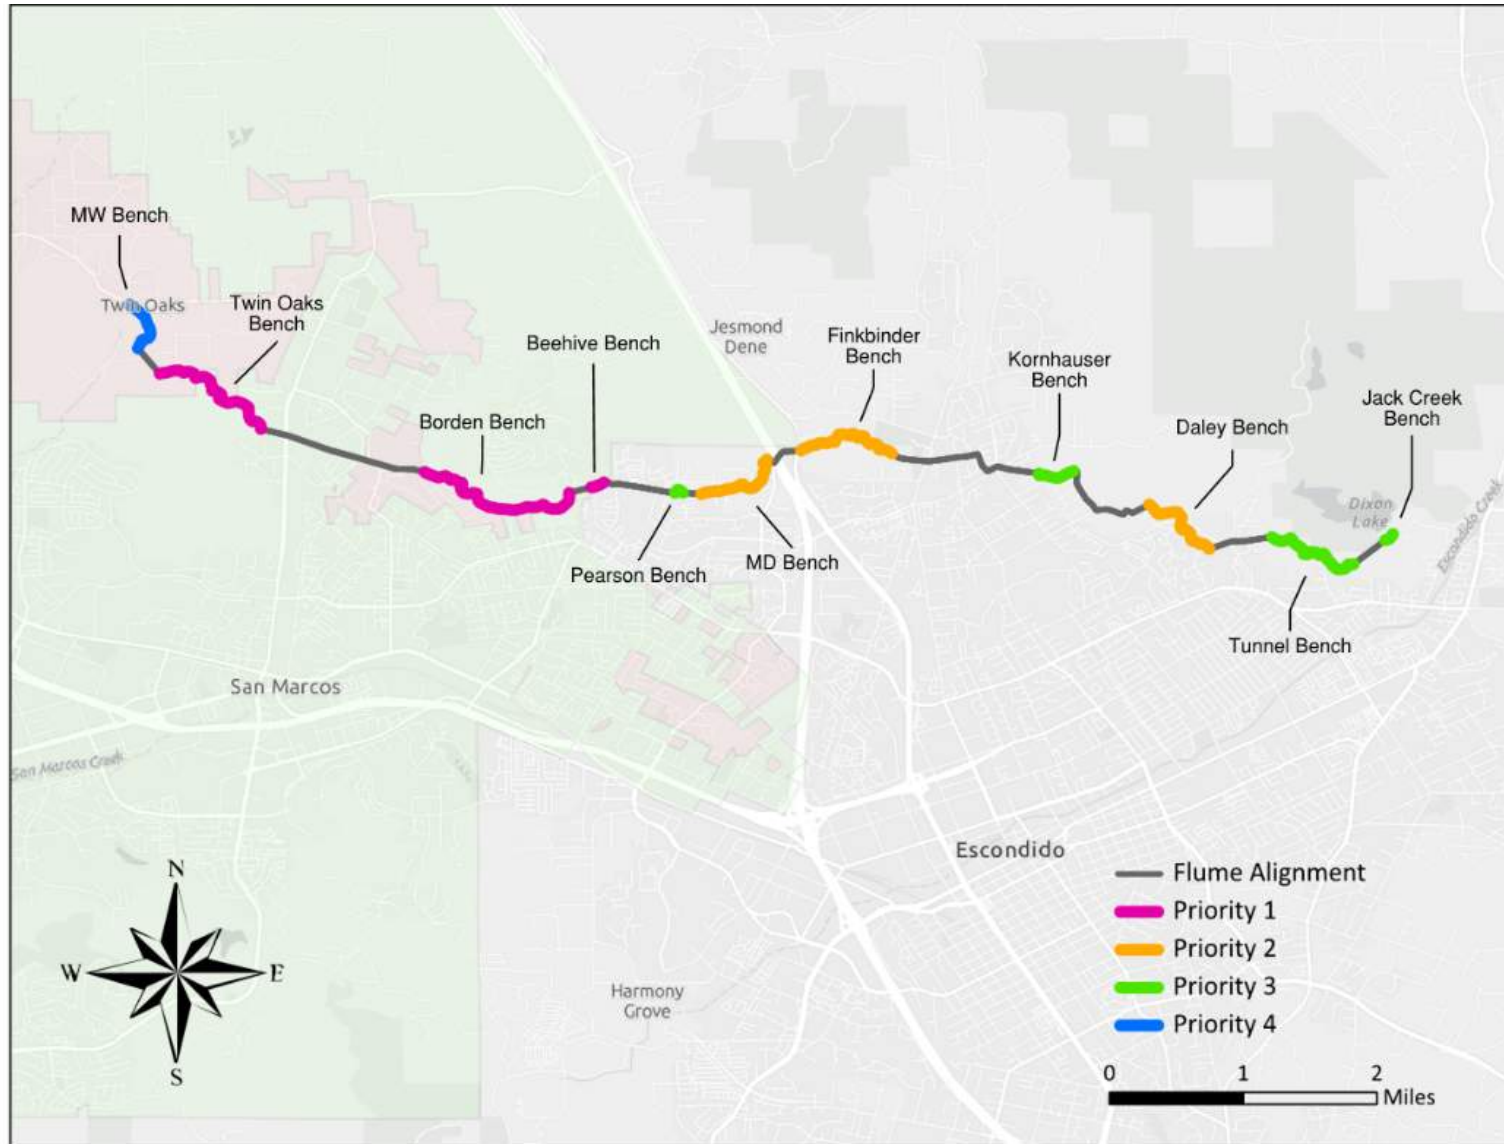 MW Bench
Twin Oaks
Twin Oaks
Bench
Beehive Bench
Borden Bench
Jesmond
Dene
Finkbinder
Bench
Kornhauser
Bench
Jack Creek
Bench
Daley Bench
Dixon
Lake
Escondido Creek
Pearson Bench
MD Bench
Tunnel Bench
San Marcos
San Marcos Creek
Escondido
Harmony
Grove
N
W
E
S
Flume Alignment
Priority 1
Priority 2
Priority 3
Priority 4
0 1 2
Miles